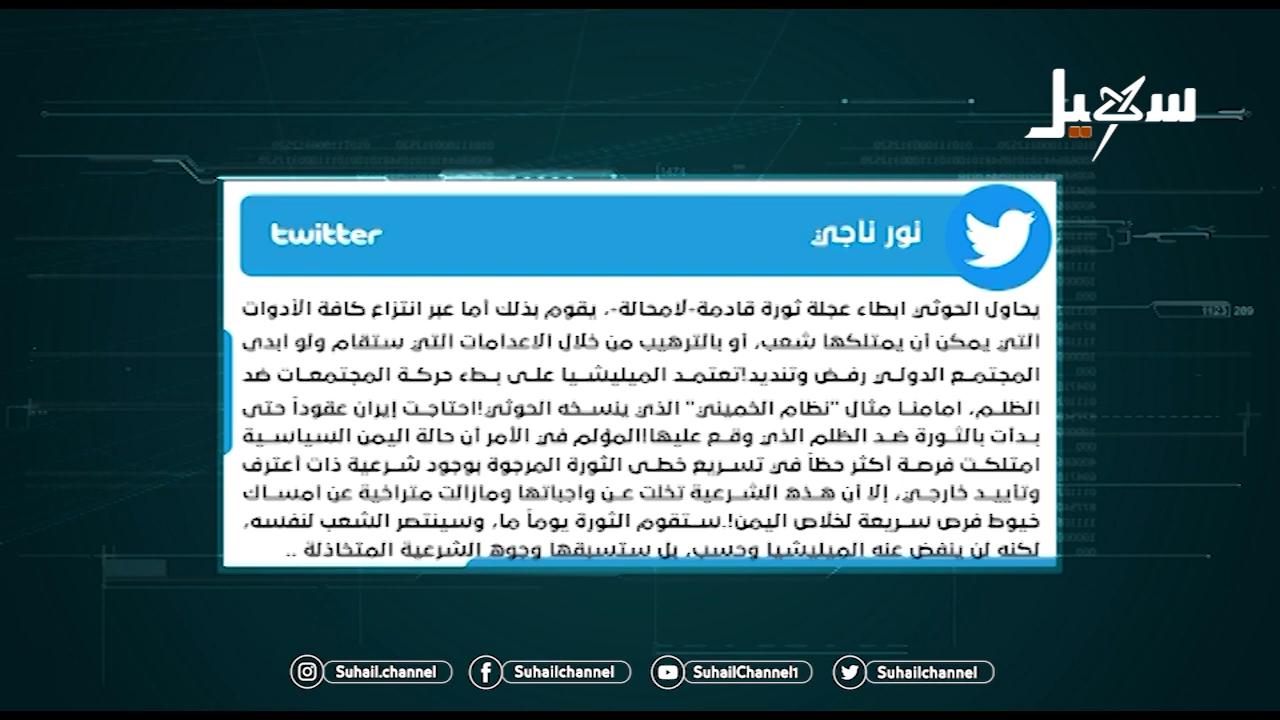 سهيل
نور ناجي
twitter
يحاول الحوثي ابطاء عجلة ثورة قادمة-لامحالة-، يقوم بذلك أما عبر انتزاع كافة الأدوات
التي يمكن أن يمتلكها شعب، أو بالترهيب من خلال الاعدامات التي ستقام ولو ابدى
المجتمع الدولي رفض وتنديد!تعتمد الميليشيا على بطء حركة المجتمعات ضد
الظلم، امامنا مثال "نظام الخميني" الذي ينسخه الحوثي!احتاجت إيران عقوداً حتى
بدأت بالثورة ضد الظلم الذي وقع عليها!المؤلم في الأمر أن حالة اليمن السياسية
امتلكت فرصة أكثر حظاً في تسريع خطى الثورة المرجوة بوجود شرعية ذات أعترف
وتأييد خارجي، إلا أن هذه الشرعية تخلت عن واجباتها ومازالت متراخية عن امساك
خيوط فرص سريعة لخلاص اليمن!.ستقوم الثورة يوماً ما، وسينتصر الشعب لنفسه،
لكنه لن ينفض عنه الميليشيا وحسب، بل ستسبقها وجوه الشرعية المتخاذلة ..
Suhail.channel
Suhailchannel
SuhailChannel1
Suhailchannel